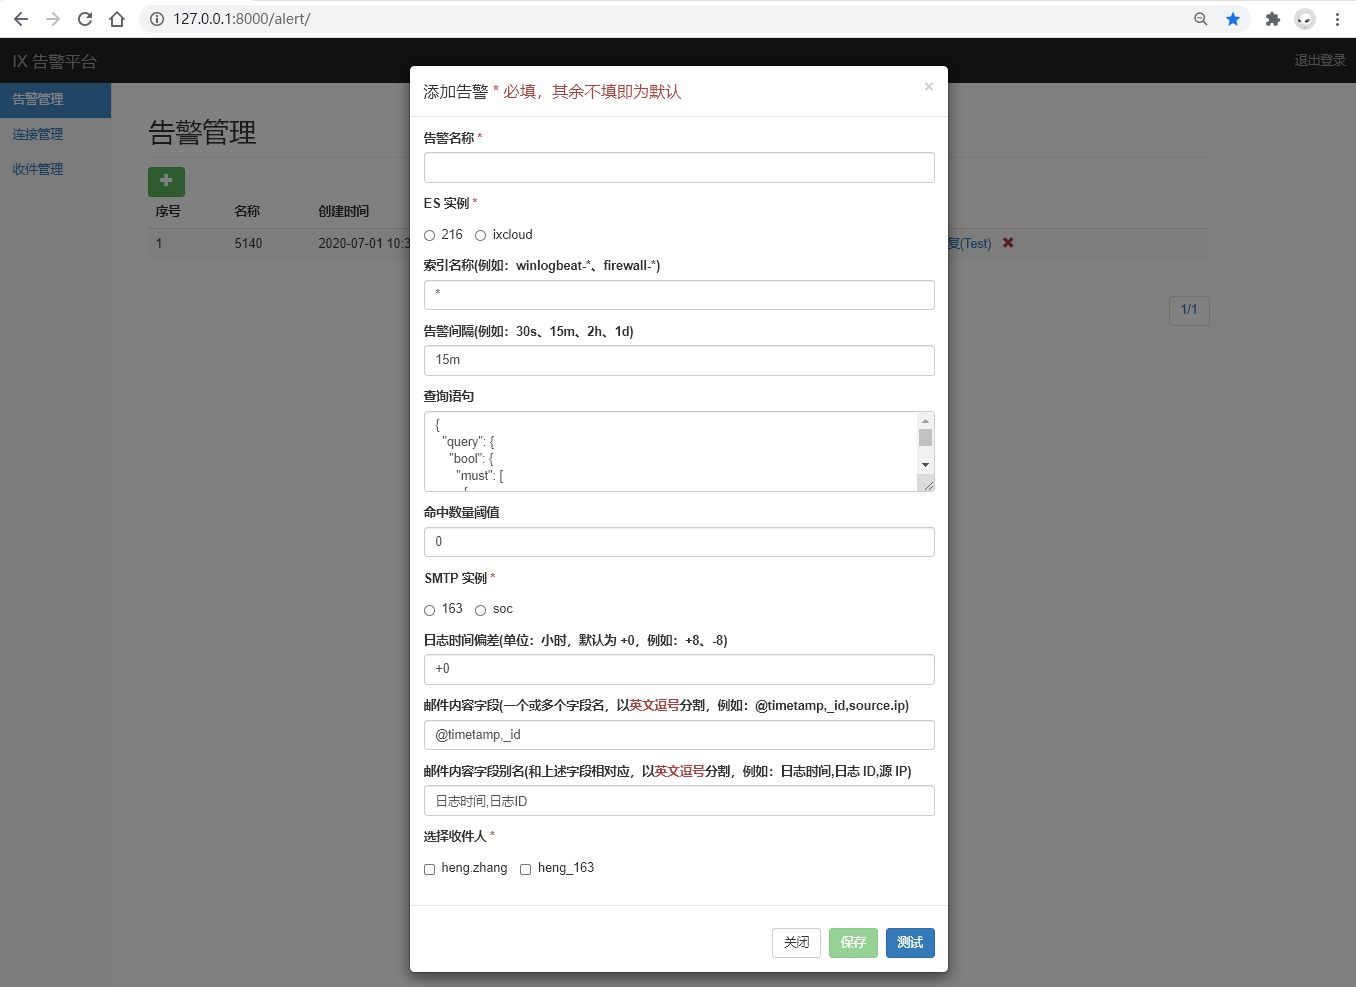 127.0.0.1:8000/alert/
IX 告警平台
退出登录
告警管理
连接管理
收件管理
告警管理
序号 名称 创建时间
1 5140 2020-07-01 10:3
复(Test)
1/1
添加告警 * 必填，其余不填即为默认
×
告警名称 *
ES 实例 *
216 ixcloud
索引名称(例如：winlogbeat-*、firewall-*)
*
告警间隔(例如：30s、15m、2h、1d)
15m
查询语句
{
"query": {
"bool": {
"must": [
{
命中数量阈值
0
SMTP 实例 *
163 soc
日志时间偏差(单位：小时，默认为 +0，例如：+8、-8)
+0
邮件内容字段(一个或多个字段名，以英文逗号分割，例如：@timetamp,_id,source.ip)
@timetamp,_id
邮件内容字段别名(和上述字段相对应，以英文逗号分割，例如：日志时间,日志 ID,源 IP)
日志时间,日志ID
选择收件人 *
heng.zhang heng_163
关闭 保存 测试